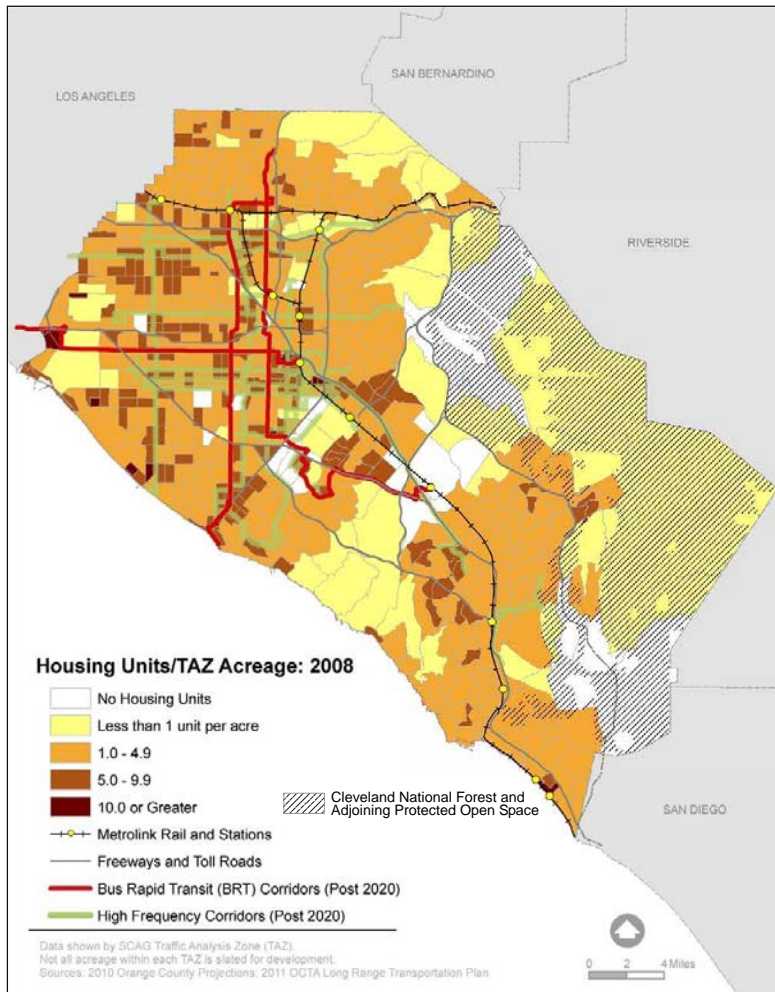 SAN BERNARDINO
LOS ANGELES
RIVERSIDE
Housing Units/TAZ Acreage: 2008
No Housing Units
Less than 1 unit per acre
1.0 - 4.9
5.0 - 9.9
10.0 or Greater
Cleveland National Forest and
Adjoining Protected Open Space
SAN DIEGO
Metrolink Rail and Stations
Freeways and Toll Roads
Bus Rapid Transit (BRT) Corridors (Post 2020)
High Frequency Corridors (Post 2020)
Data shown by SCAG Traffic Analysis Zone (TAZ).
Not all acreage within each TAZ is slated for development.
Sources: 2010 Orange County Projections; 2011 OCTA Long Range Transportation Plan
0 2 4 Miles